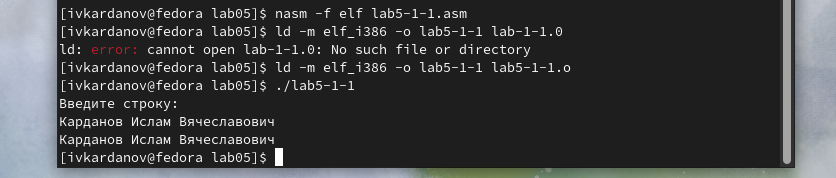 [ivkardanov@fedora lab05]$ nasm -f elf lab5-1-1.asm
[ivkardanov@fedora lab05]$ ld -m elf_i386 -o lab5-1-1 lab-1-1.0
ld: error: cannot open lab-1-1.0: No such file or directory
[ivkardanov@fedora lab05]$ ld -m elf_i386 -o lab5-1-1 lab5-1-1.o
[ivkardanov@fedora lab05]$ ./lab5-1-1
Введите строку:
Карданов Ислам Вячеславович
Карданов Ислам Вячеславович
[ivkardanov@fedora lab05]$